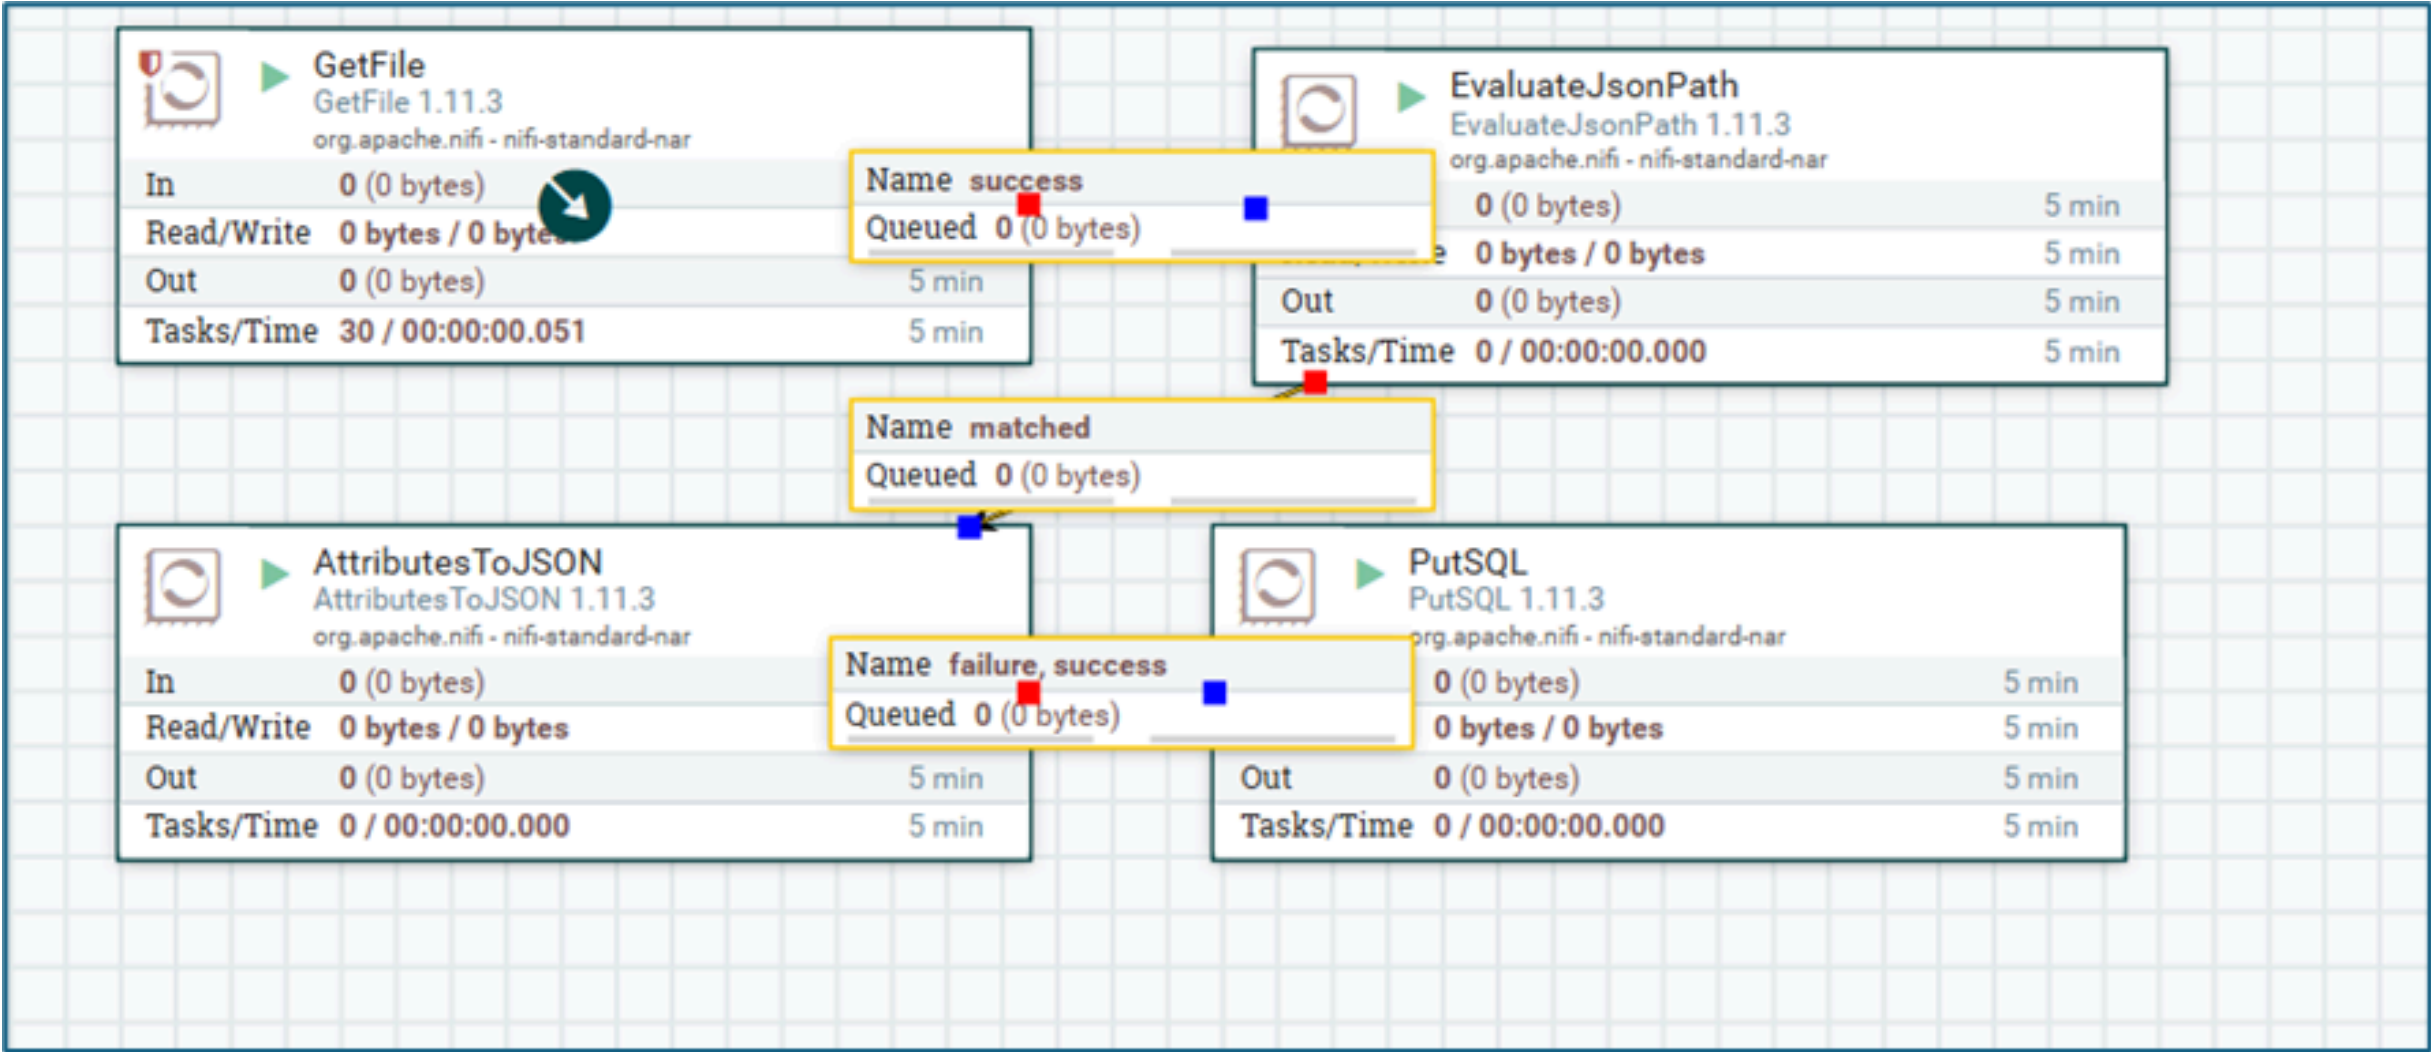 GetFile
GetFile 1.11.3
org.apache.nifi - nifi-standard-nar
In 0 (0 bytes)
Read/Write 0 bytes / 0 bytes
Out 0 (0 bytes) 5 min
Tasks/Time 30 / 00:00:00.051 5 min
Name success
Queued 0 (0 bytes)
EvaluateJsonPath
EvaluateJsonPath 1.11.3
org.apache.nifi - nifi-standard-nar
0 (0 bytes) 5 min
0 bytes / 0 bytes 5 min
Out 0 (0 bytes) 5 min
Tasks/Time 0 / 00:00:00.000 5 min
Name matched
Queued 0 (0 bytes)
AttributesToJSON
AttributesToJSON 1.11.3
org.apache.nifi - nifi-standard-nar
In 0 (0 bytes)
Read/Write 0 bytes / 0 bytes
Out 0 (0 bytes) 5 min
Tasks/Time 0 / 00:00:00.000 5 min
Name failure, success
Queued 0 (0 bytes)
PutSQL
PutSQL 1.11.3
org.apache.nifi - nifi-standard-nar
0 (0 bytes) 5 min
0 bytes / 0 bytes 5 min
Out 0 (0 bytes) 5 min
Tasks/Time 0 / 00:00:00.000 5 min